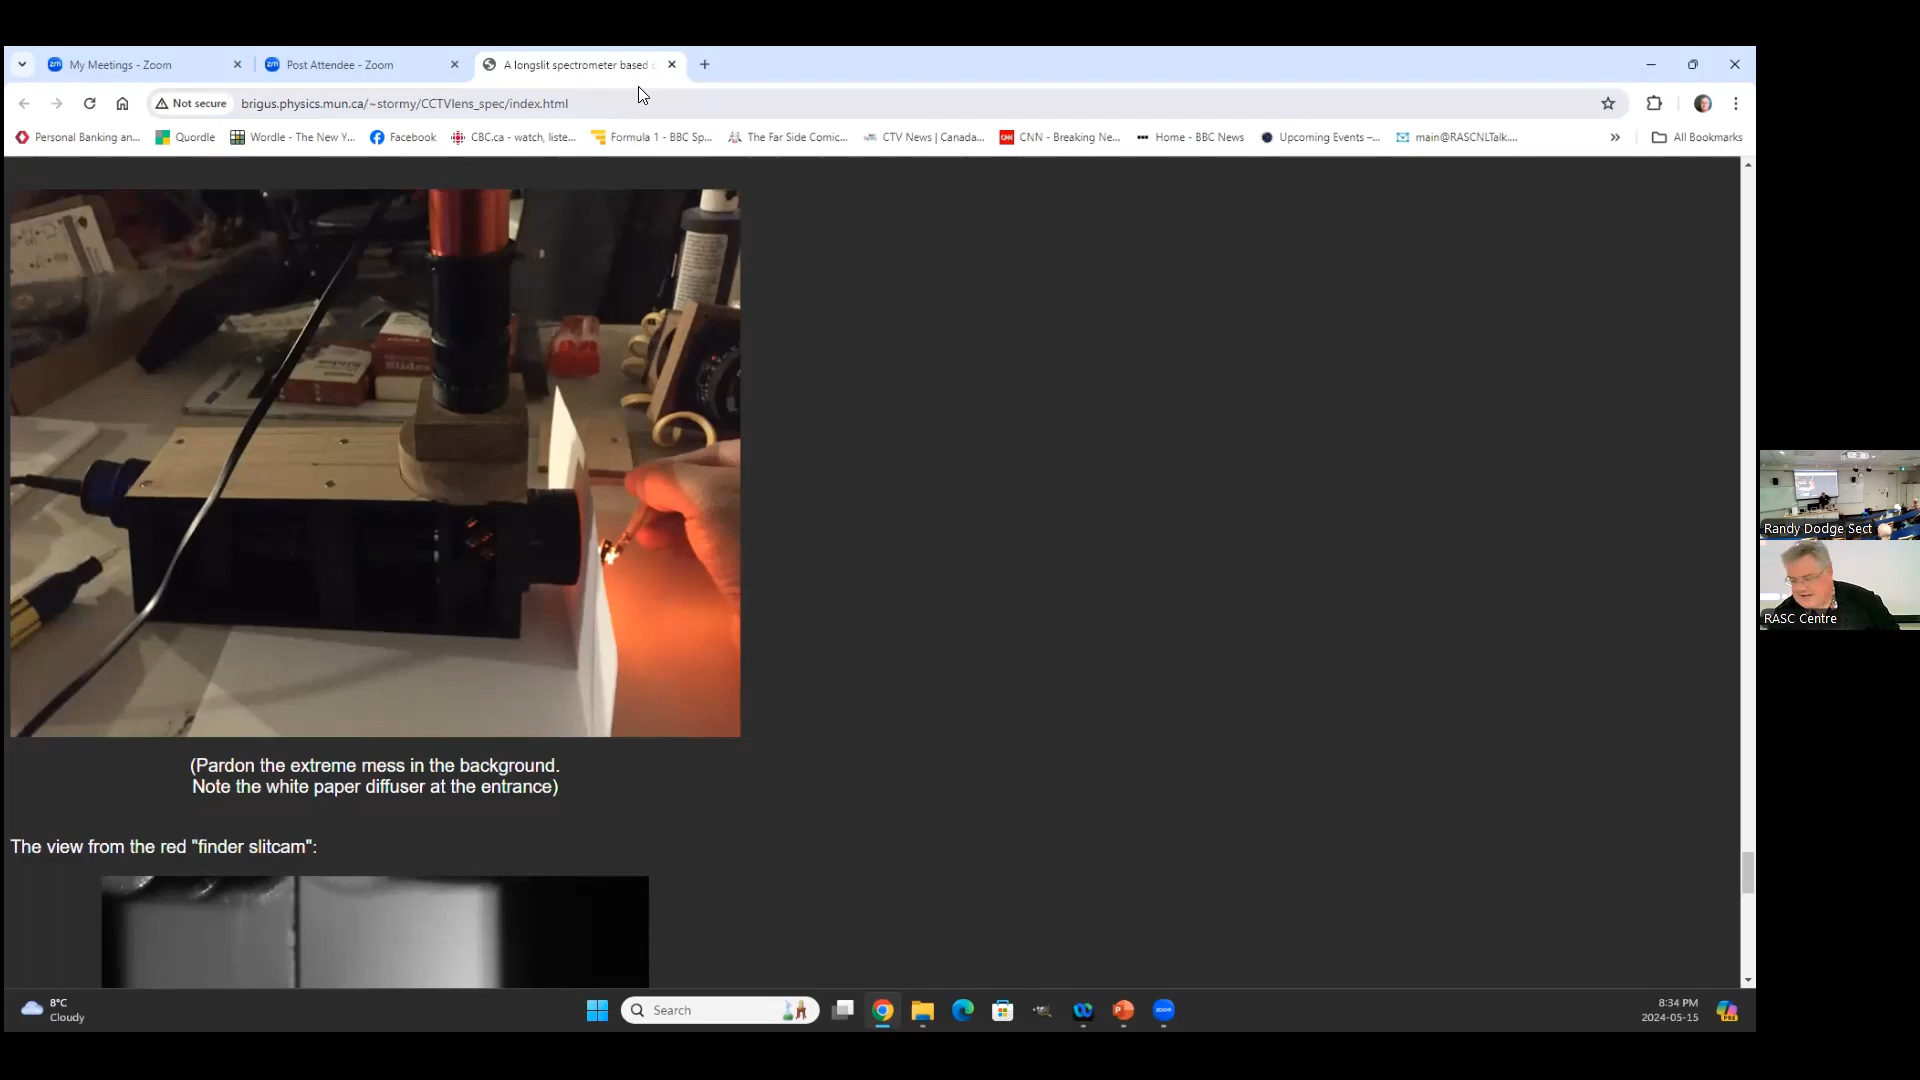 My Meetings - Zoom
Post Attendee - Zoom
A longslit spectrometer based
Not secure
brigus.physics.mun.ca/~stormy/CCTVlens_spec/index.html
Personal Banking an...
Quordle
Wordle - The New Y...
Facebook
CBC.ca - watch, liste...
Formula 1 - BBC Sp...
The Far Side Comic...
CTV News | Canada...
CNN - Breaking Ne...
Home - BBC News
Upcoming Events –...
main@RASCNLTalk....
All Bookmarks
(Pardon the extreme mess in the background.
Note the white paper diffuser at the entrance)
The view from the red "finder slitcam":
Randy Dodge Sect
RASC Centre
8°C
Cloudy
Search
8:34 PM
2024-05-15